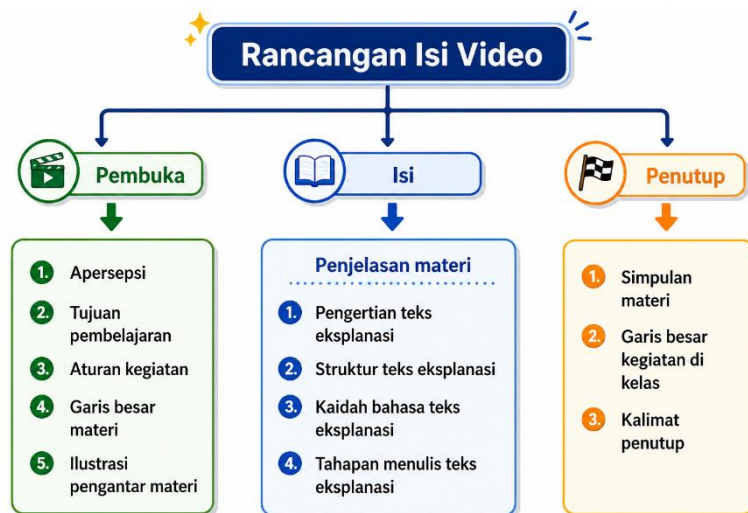 Rancangan Isi Video
Pembuka
1. Apersepsi
2. Tujuan
pembelajaran
3. Aturan kegiatan
4. Garis besar
materi
5. Ilustrasi
pengantar materi
Isi
Penjelasan materi
1. Pengertian teks
eksplanasi
2. Struktur teks eksplanasi
3. Kaidah bahasa teks
eksplanasi
4. Tahapan menulis teks
eksplanasi
Penutup
1. Simpulan
materi
2. Garis besar
kegiatan di
kelas
3. Kalimat
penutup